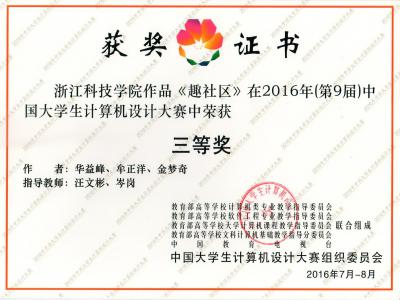 获奖证书
浙江科技学院作品《趣社区》在2016年(第9届)中
国大学生计算机设计大赛中荣获
三等奖
作者：华益峰、牟正洋、金梦奇
指导教师：汪文彬、岑岗
教育部高等学校计算机类专业教学指导委员会
教育部高等学校软件工程专业教学指导委员会
教育部高等学校大学计算机课程教学指导委员会 联合组成
教育部高等学校文科计算机基础教学指导分委员会
中国教育电视台
中国大学生计算机设计大赛组织委员会
2016年7月-8月